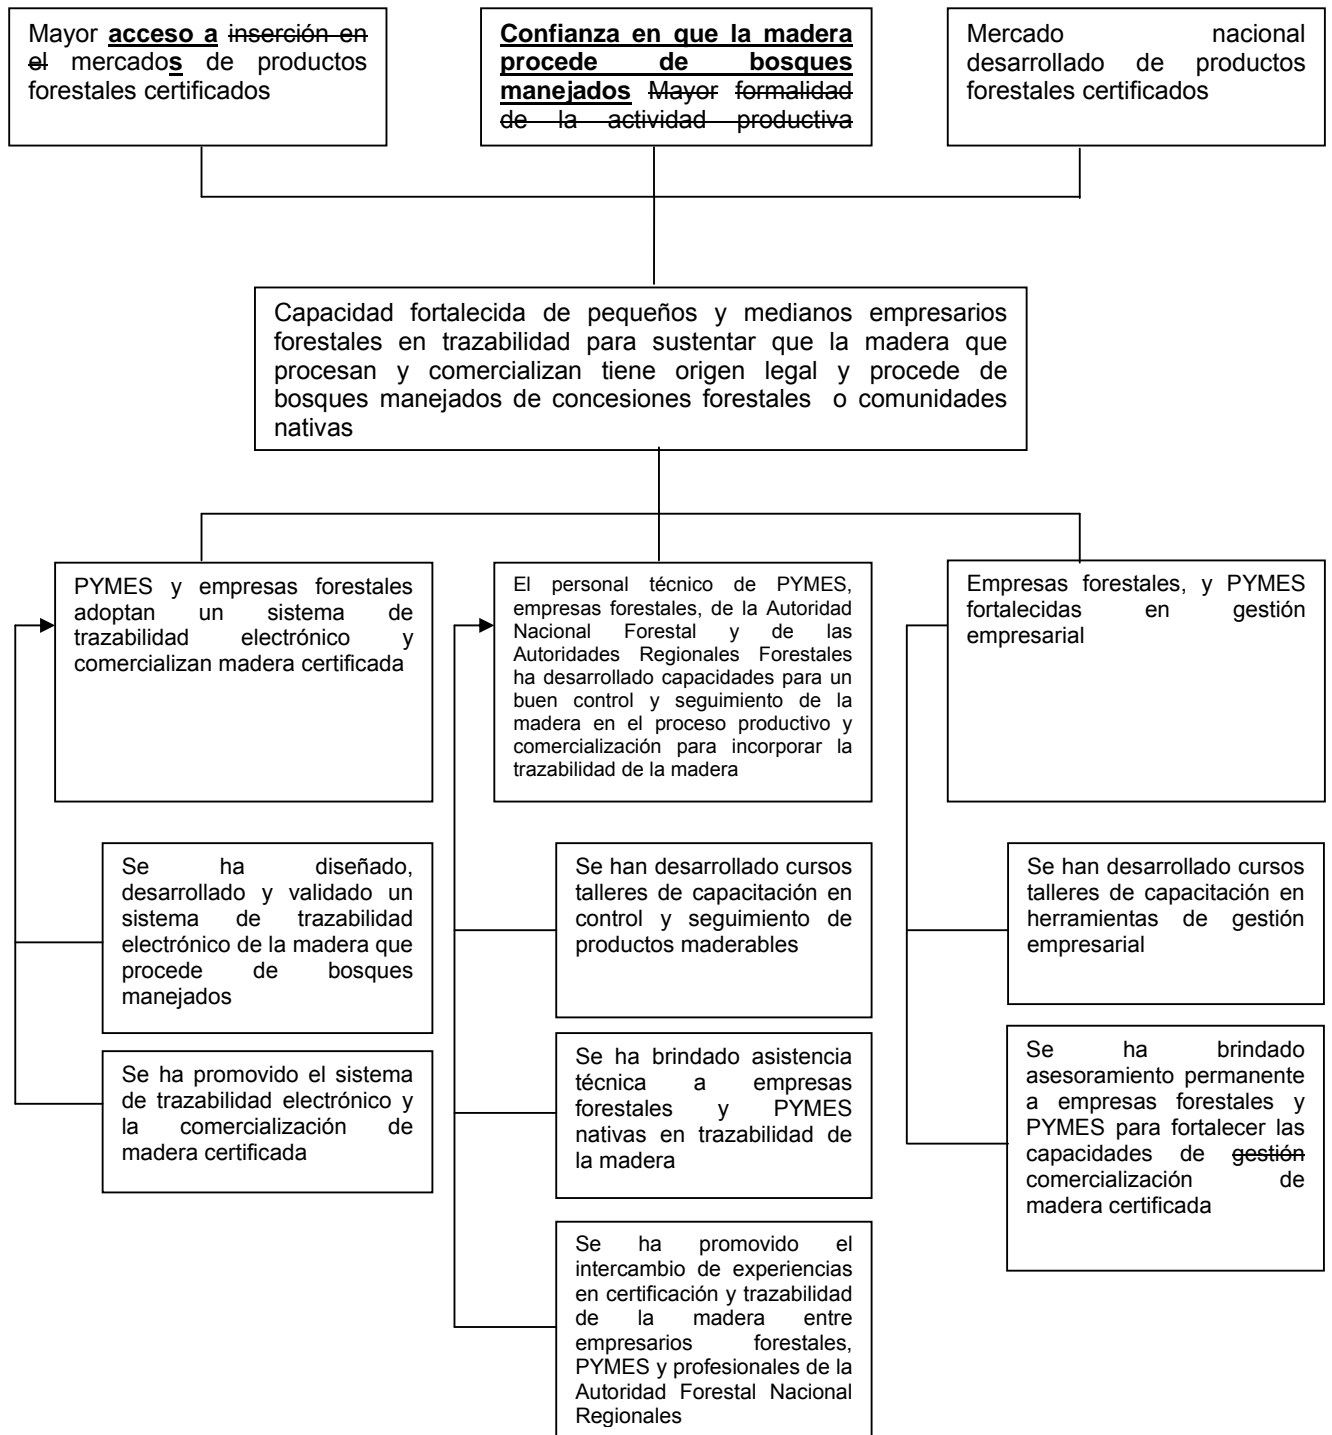 Mayor acceso a inserción en
el mercados de productos
forestales certificados
Confianza en que la madera
procede de bosques
manejados Mayor formalidad
de la actividad productiva
Mercado nacional
desarrollado de productos
forestales certificados
Capacidad fortalecida de pequeños y medianos empresarios
forestales en trazabilidad para sustentar que la madera que
procesan y comercializan tiene origen legal y procede de
bosques manejados de concesiones forestales o comunidades
nativas
PYMES y empresas forestales
adoptan un sistema de
trazabilidad electrónico y
comercializan madera certificada
El personal técnico de PYMES,
empresas forestales, de la Autoridad
Nacional Forestal y de las
Autoridades Regionales Forestales
ha desarrollado capacidades para un
buen control y seguimiento de la
madera en el proceso productivo y
comercialización para incorporar la
trazabilidad de la madera
Empresas forestales, y PYMES
fortalecidas en gestión
empresarial
Se ha diseñado,
desarrollado y validado un
sistema de trazabilidad
electrónico de la madera que
procede de bosques
manejados
Se ha promovido el sistema
de trazabilidad electrónico y
la comercialización de
madera certificada
Se han desarrollado cursos
talleres de capacitación en
control y seguimiento de
productos maderables
Se ha brindado asistencia
técnica a empresas
forestales y PYMES
nativas en trazabilidad de
la madera
Se ha promovido el
intercambio de experiencias
en certificación y trazabilidad
de la madera entre
empresarios forestales,
PYMES y profesionales de la
Autoridad Forestal Nacional
Regionales
Se han desarrollado cursos
talleres de capacitación en
herramientas de gestión
empresarial
Se ha brindado
asesoramiento permanente
a empresas forestales y
PYMES para fortalecer las
capacidades de gestión
comercialización de
madera certificada